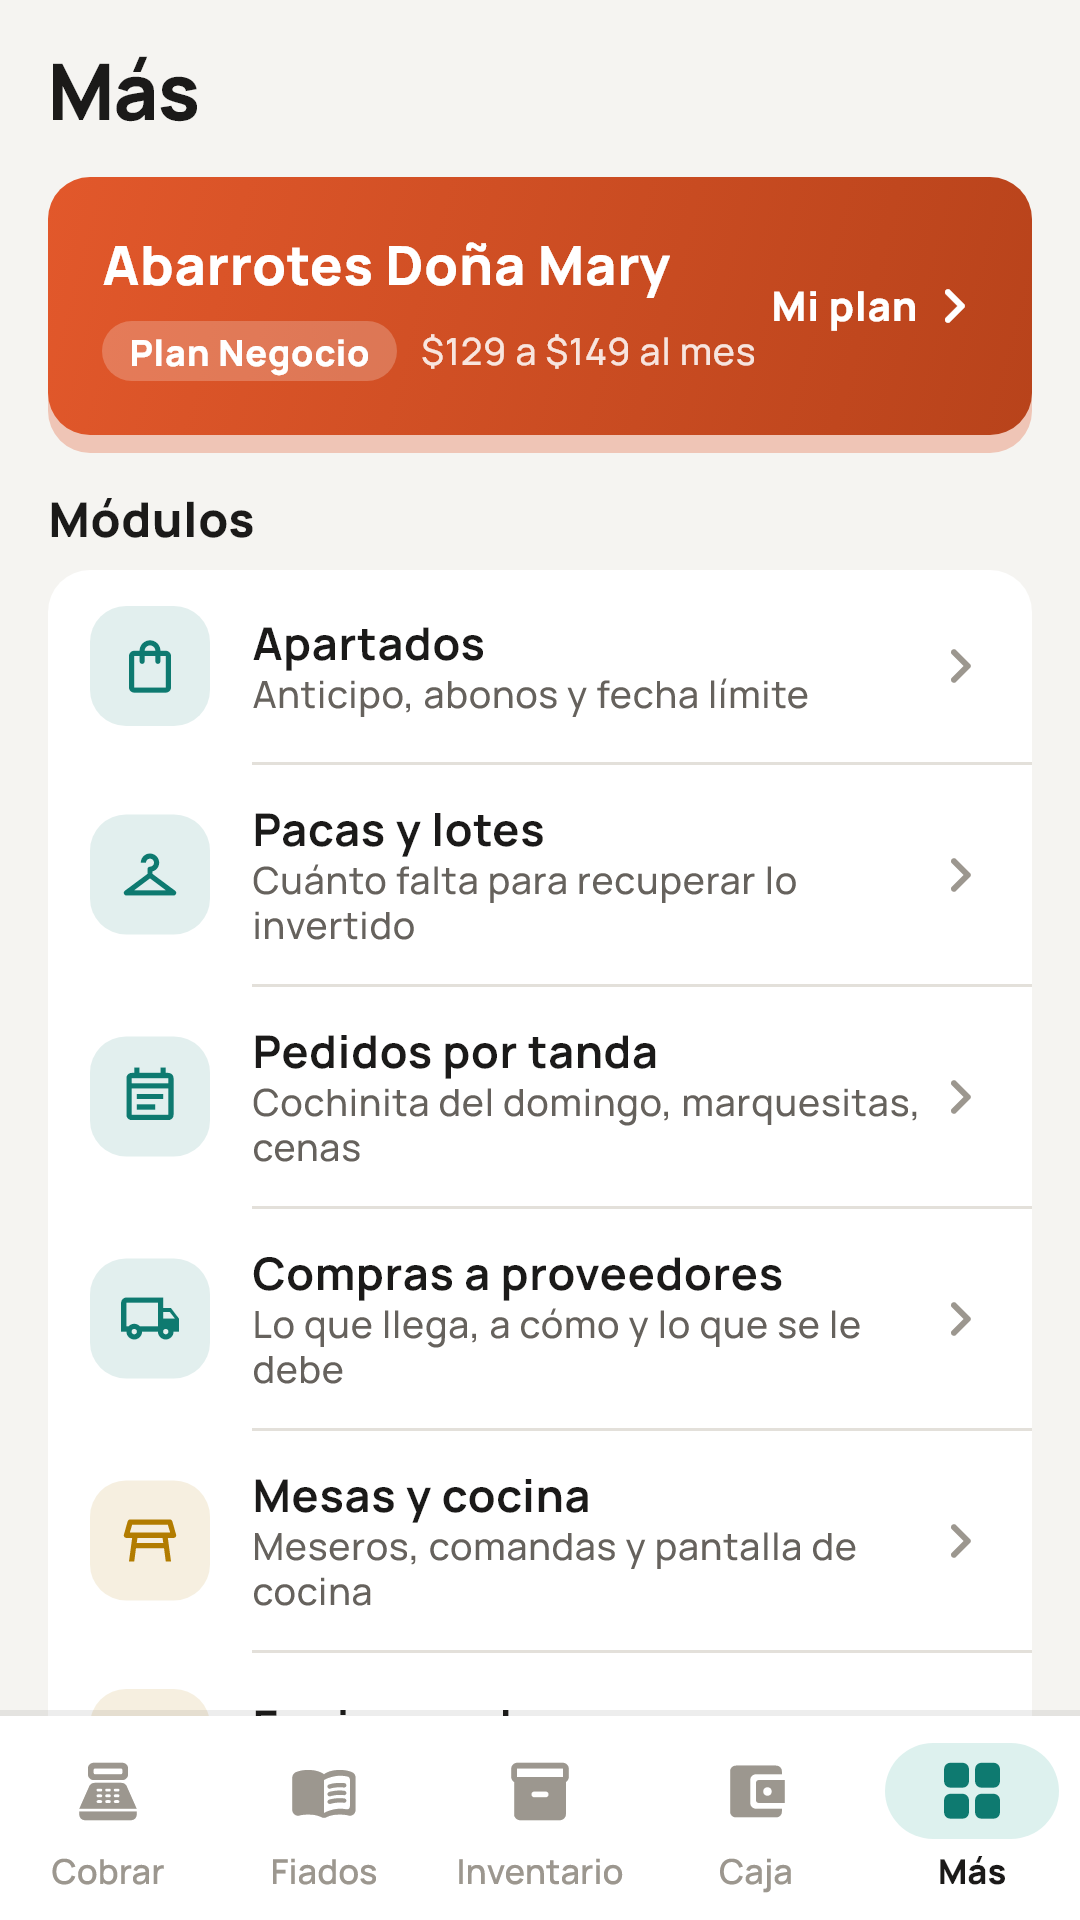 Más
Abarrotes Doña Mary
Mi plan
Plan Negocio
$129 a $149 al mes
Módulos
Apartados
Anticipo, abonos y fecha límite
Pacas y lotes
Cuánto falta para recuperar lo
invertido
Pedidos por tanda
Cochinita del domingo, marquesitas,
cenas
Compras a proveedores
Lo que llega, a cómo y lo que se le
debe
Mesas y cocina
Meseros, comandas y pantalla de
cocina
Cobrar
Fiados
Inventario
Caja
Más